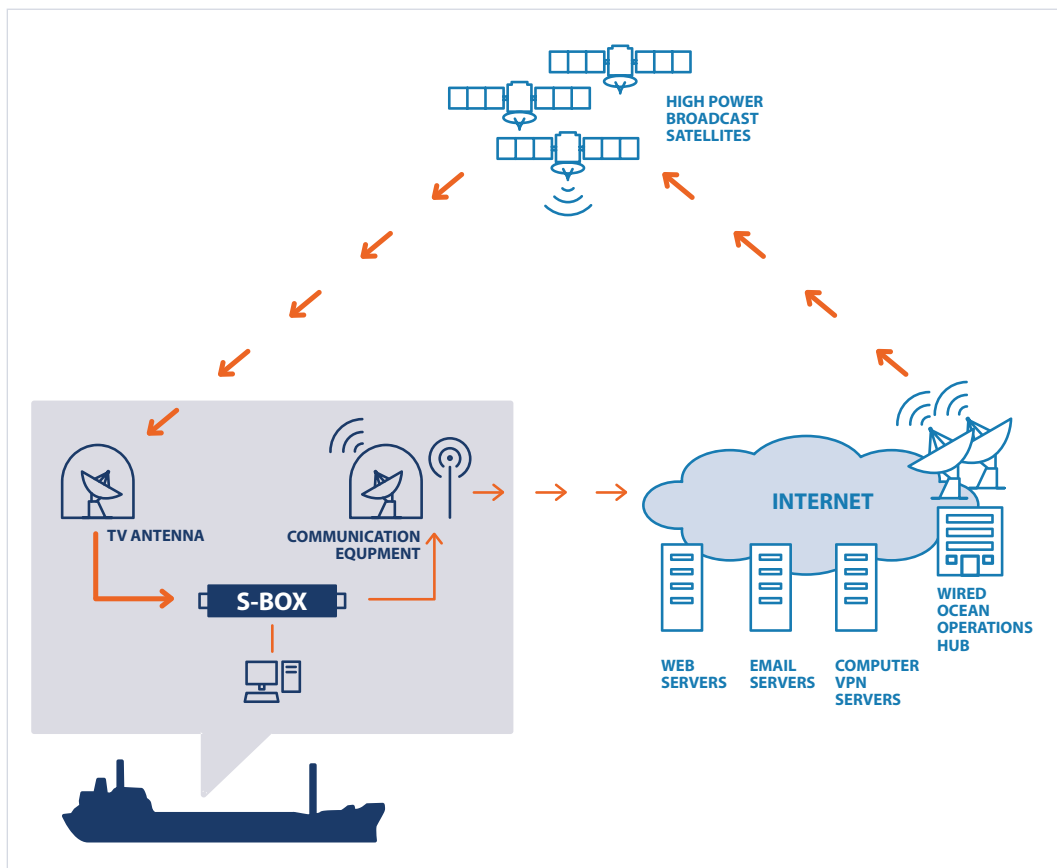 HIGH POWER
BROADCAST
SATELLITES
TV ANTENNA
COMMUNICATION
EQUPMENT
S-BOX
INTERNET
WEB
SERVERS
EMAIL
SERVERS
COMPUTER
VPN
SERVERS
WIRED
OCEAN
OPERATIONS
HUB